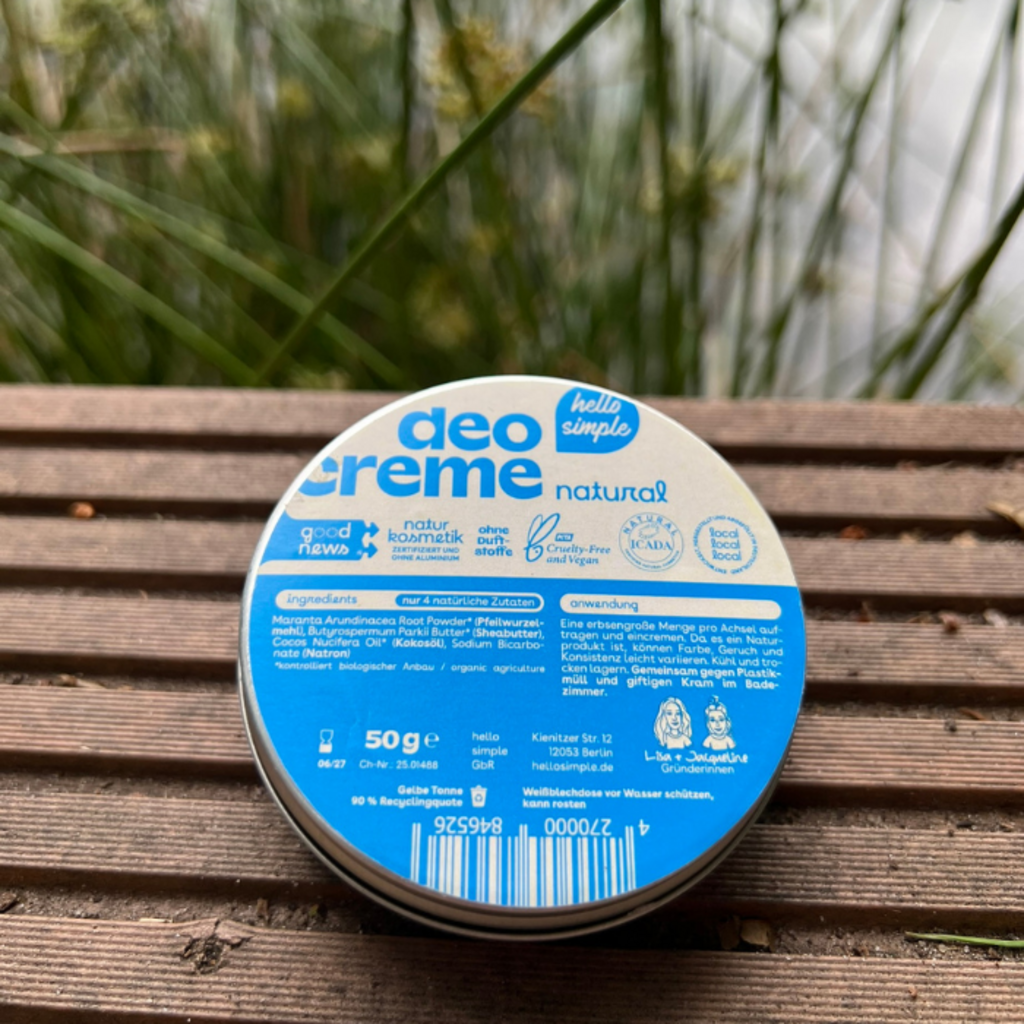 deo
creme
hello
simple
natural
good
news
natur
kosmetik
ZERTIFIZIERT UND
OHNE ALUMINIUM
ohne
Duft-
stoffe
PETA
Cruelty-Free
and Vegan
NATURAL
ICADA
local
local
local
ingredients
nur 4 natürliche Zutaten
Maranta Arundinacea Root Powder* (Pfeilwurzel-
mehl), Butyrospermum Parkii Butter* (Sheabutter),
Cocos Nucifera Oil* (Kokosöl), Sodium Bicarbo-
nate (Natron)
*kontrolliert biologischer Anbau / organic agriculture
anwendung
Eine erbsengroße Menge pro Achsel auf-
tragen und eincremen. Da es ein Natur-
produkt ist, können Farbe, Geruch und
Konsistenz leicht variieren. Kühl und tro-
cken lagern. Gemeinsam gegen Plastik-
müll und giftigen Kram im Bade-
zimmer.
06/27
50g e
Ch-Nr.: 25.01488
hello
simple
GbR
Kienitzer Str. 12
12053 Berlin
hellosimple.de
Lisa + Jacqueline
Gründerinnen
Gelbe Tonne
90 % Recyclingquote
Weißblechdose vor Wasser schützen,
kann rosten
4 270000 846526